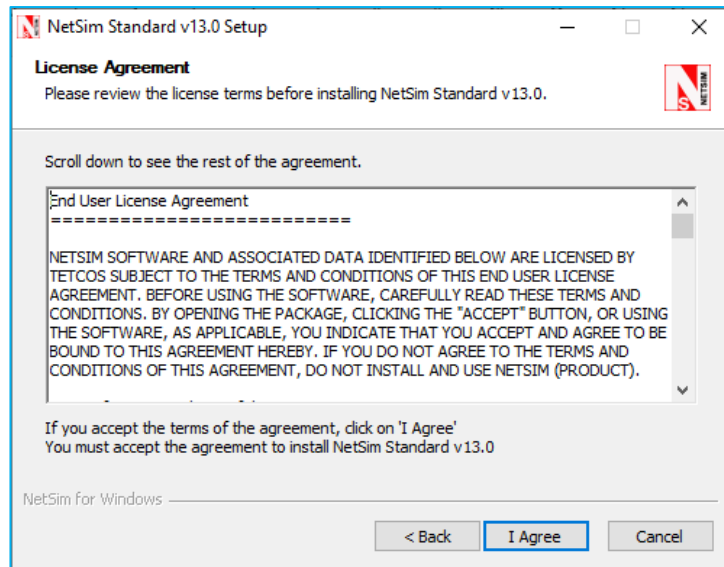 NetSim Standard v13.0 Setup
License Agreement
Please review the license terms before installing NetSim Standard v13.0.
NS
NETSIM
Scroll down to see the rest of the agreement.
End User License Agreement
==========================
NETSIM SOFTWARE AND ASSOCIATED DATA IDENTIFIED BELOW ARE LICENSED BY
TETCOS SUBJECT TO THE TERMS AND CONDITIONS OF THIS END USER LICENSE
AGREEMENT. BEFORE USING THE SOFTWARE, CAREFULLY READ THESE TERMS AND
CONDITIONS. BY OPENING THE PACKAGE, CLICKING THE "ACCEPT" BUTTON, OR USING
THE SOFTWARE, AS APPLICABLE, YOU INDICATE THAT YOU ACCEPT AND AGREE TO BE
BOUND TO THIS AGREEMENT HEREBY. IF YOU DO NOT AGREE TO THE TERMS AND
CONDITIONS OF THIS AGREEMENT, DO NOT INSTALL AND USE NETSIM (PRODUCT).
If you accept the terms of the agreement, click on 'I Agree'
You must accept the agreement to install NetSim Standard v13.0
NetSim for Windows
< Back
I Agree
Cancel